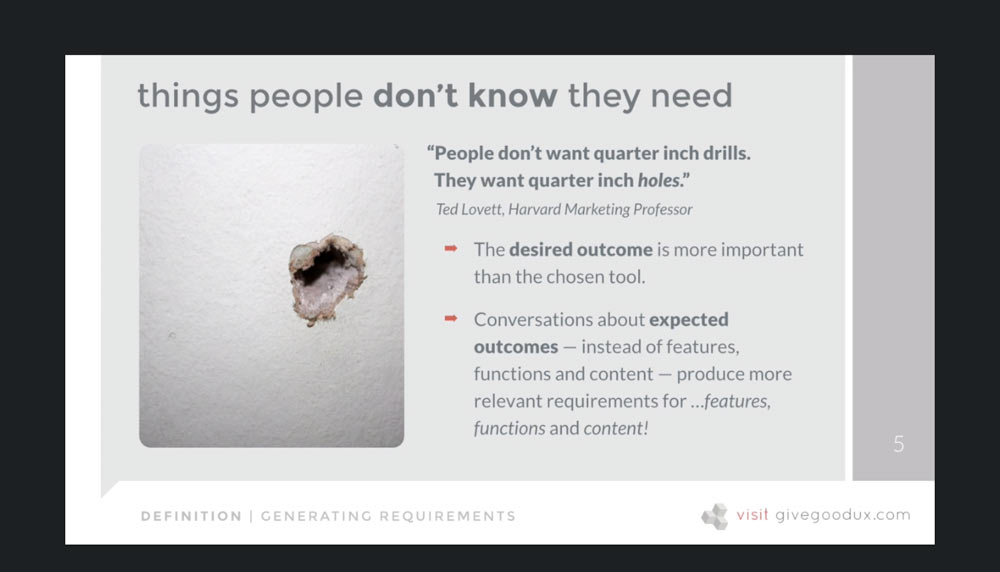 things people don't know they need
“People don't want quarter inch drills.
They want quarter inch holes.”
Ted Lovett, Harvard Marketing Professor
➡ The desired outcome is more important
than the chosen tool.
➡ Conversations about expected
outcomes — instead of features,
functions and content — produce more
relevant requirements for ...features,
functions and content!
5
DEFINITION | GENERATING REQUIREMENTS
visit givegoodux.com